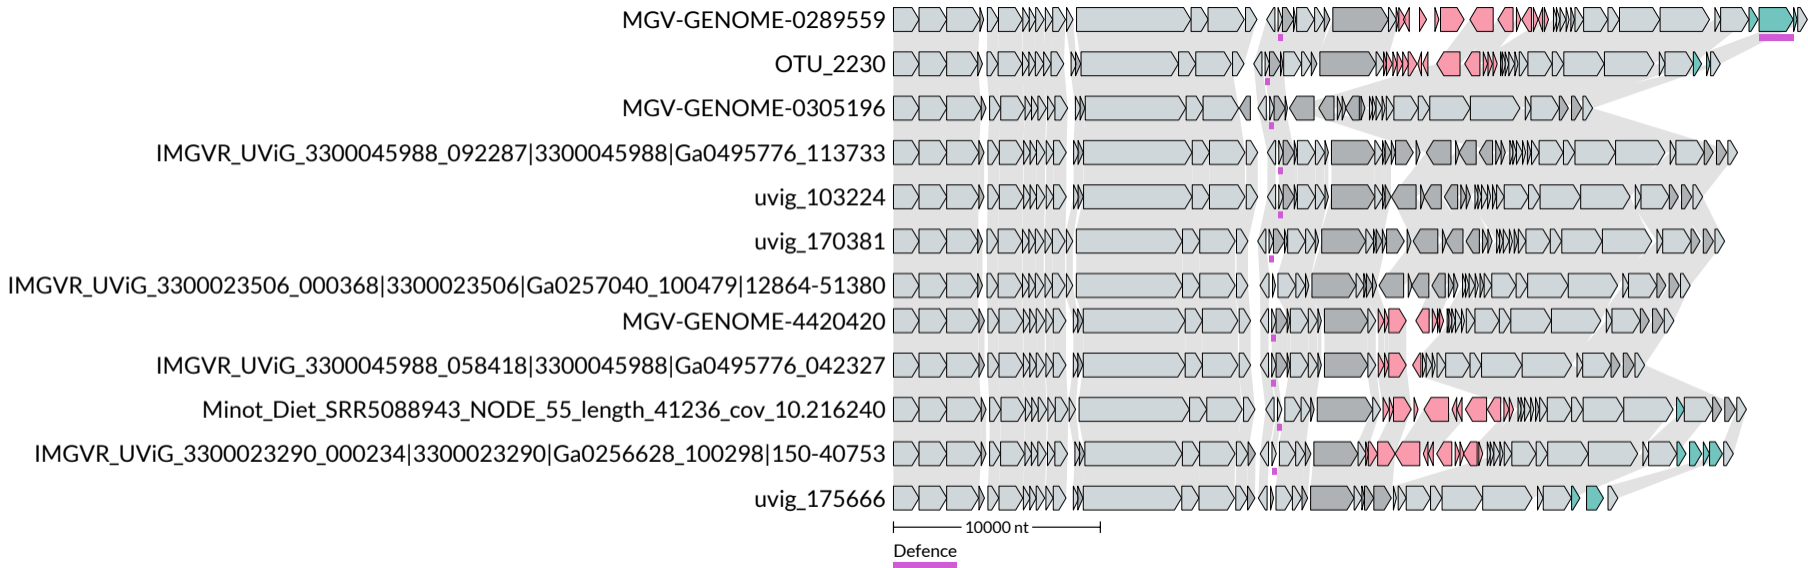 MGV-GENOME-0289559
OTU_2230
MGV-GENOME-0305196
IMGVR_UViG_3300045988_092287|3300045988|Ga0495776_113733
uvig_103224
uvig_170381
IMGVR_UViG_3300023506_000368|3300023506|Ga0257040_100479|12864-51380
MGV-GENOME-4420420
IMGVR_UViG_3300045988_058418|3300045988|Ga0495776_042327
Minot_Diet_SRR5088943_NODE_55_length_41236_cov_10.216240
IMGVR_UViG_3300023290_000234|3300023290|Ga0256628_100298|150-40753
uvig_175666
10000 nt
Defence